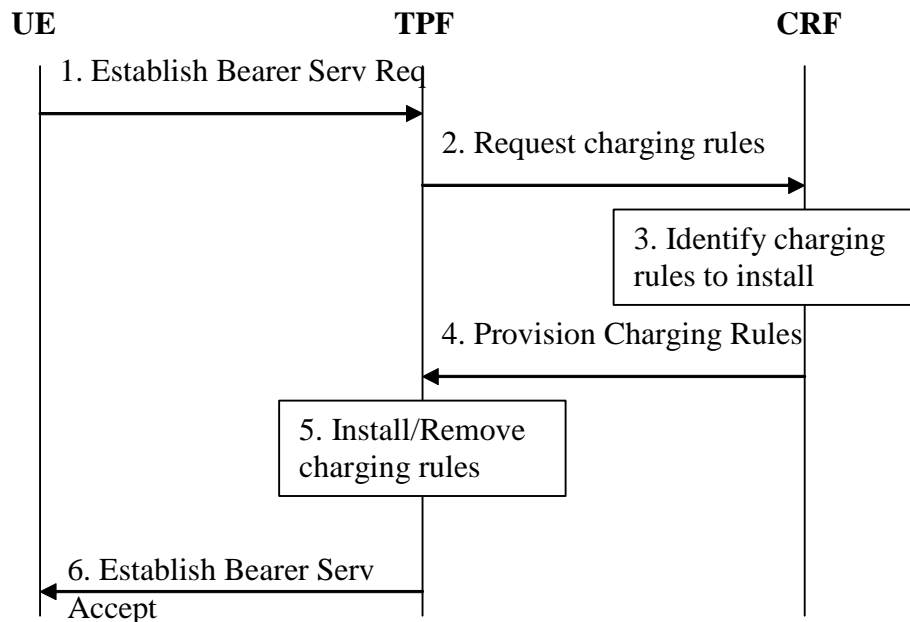 UE TPF CRF
1. Establish Bearer Serv Req
2. Request charging rules
3. Identify charging
rules to install
4. Provision Charging Rules
5. Install/Remove
charging rules
6. Establish Bearer Serv
Accept